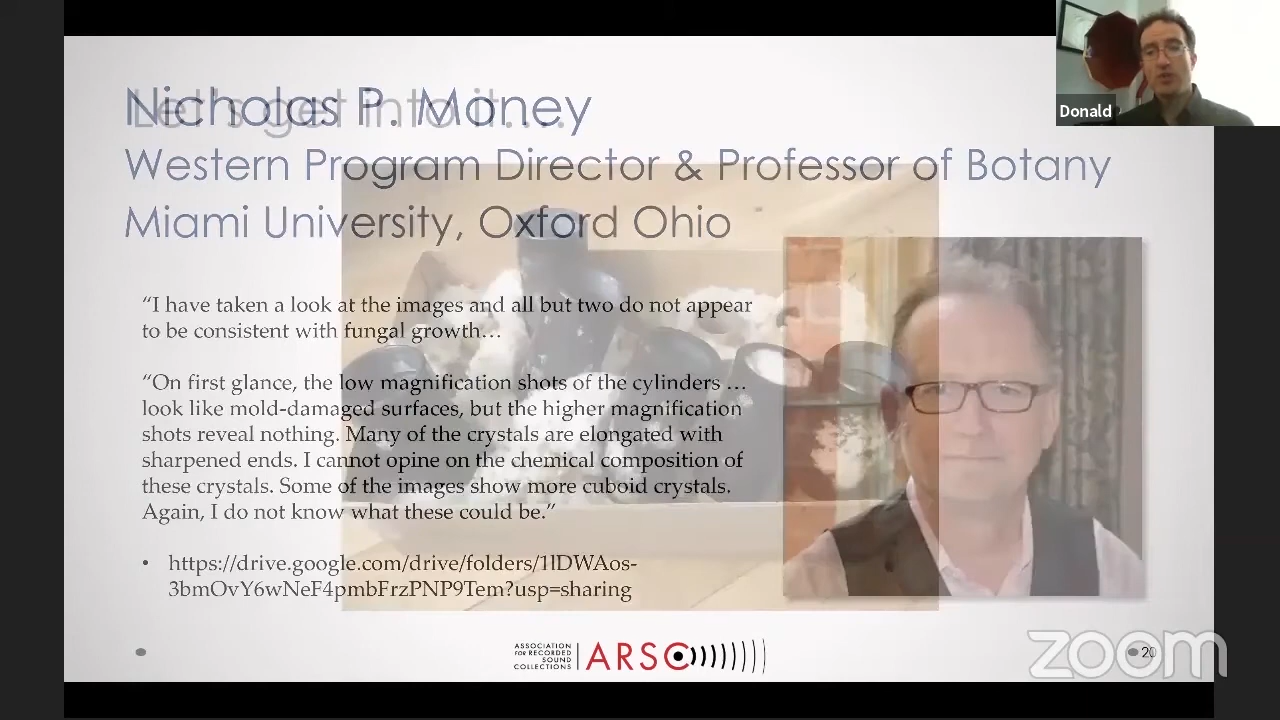 Nicholas P. Money
Let's get into it....
Western Program Director & Professor of Botany
Miami University, Oxford Ohio
“I have taken a look at the images and all but two do not appear
to be consistent with fungal growth…
“On first glance, the low magnification shots of the cylinders …
look like mold-damaged surfaces, but the higher magnification
shots reveal nothing. Many of the crystals are elongated with
sharpened ends. I cannot opine on the chemical composition of
these crystals. Some of the images show more cuboid crystals.
Again, I do not know what these could be.”
• https://drive.google.com/drive/folders/1lDWAos-
3bmOvY6wNeF4pmbFrzPNP9Tem?usp=sharing
ASSOCIATION
FOR RECORDED
SOUND
COLLECTIONS
ARSC
20
Donald
zoom